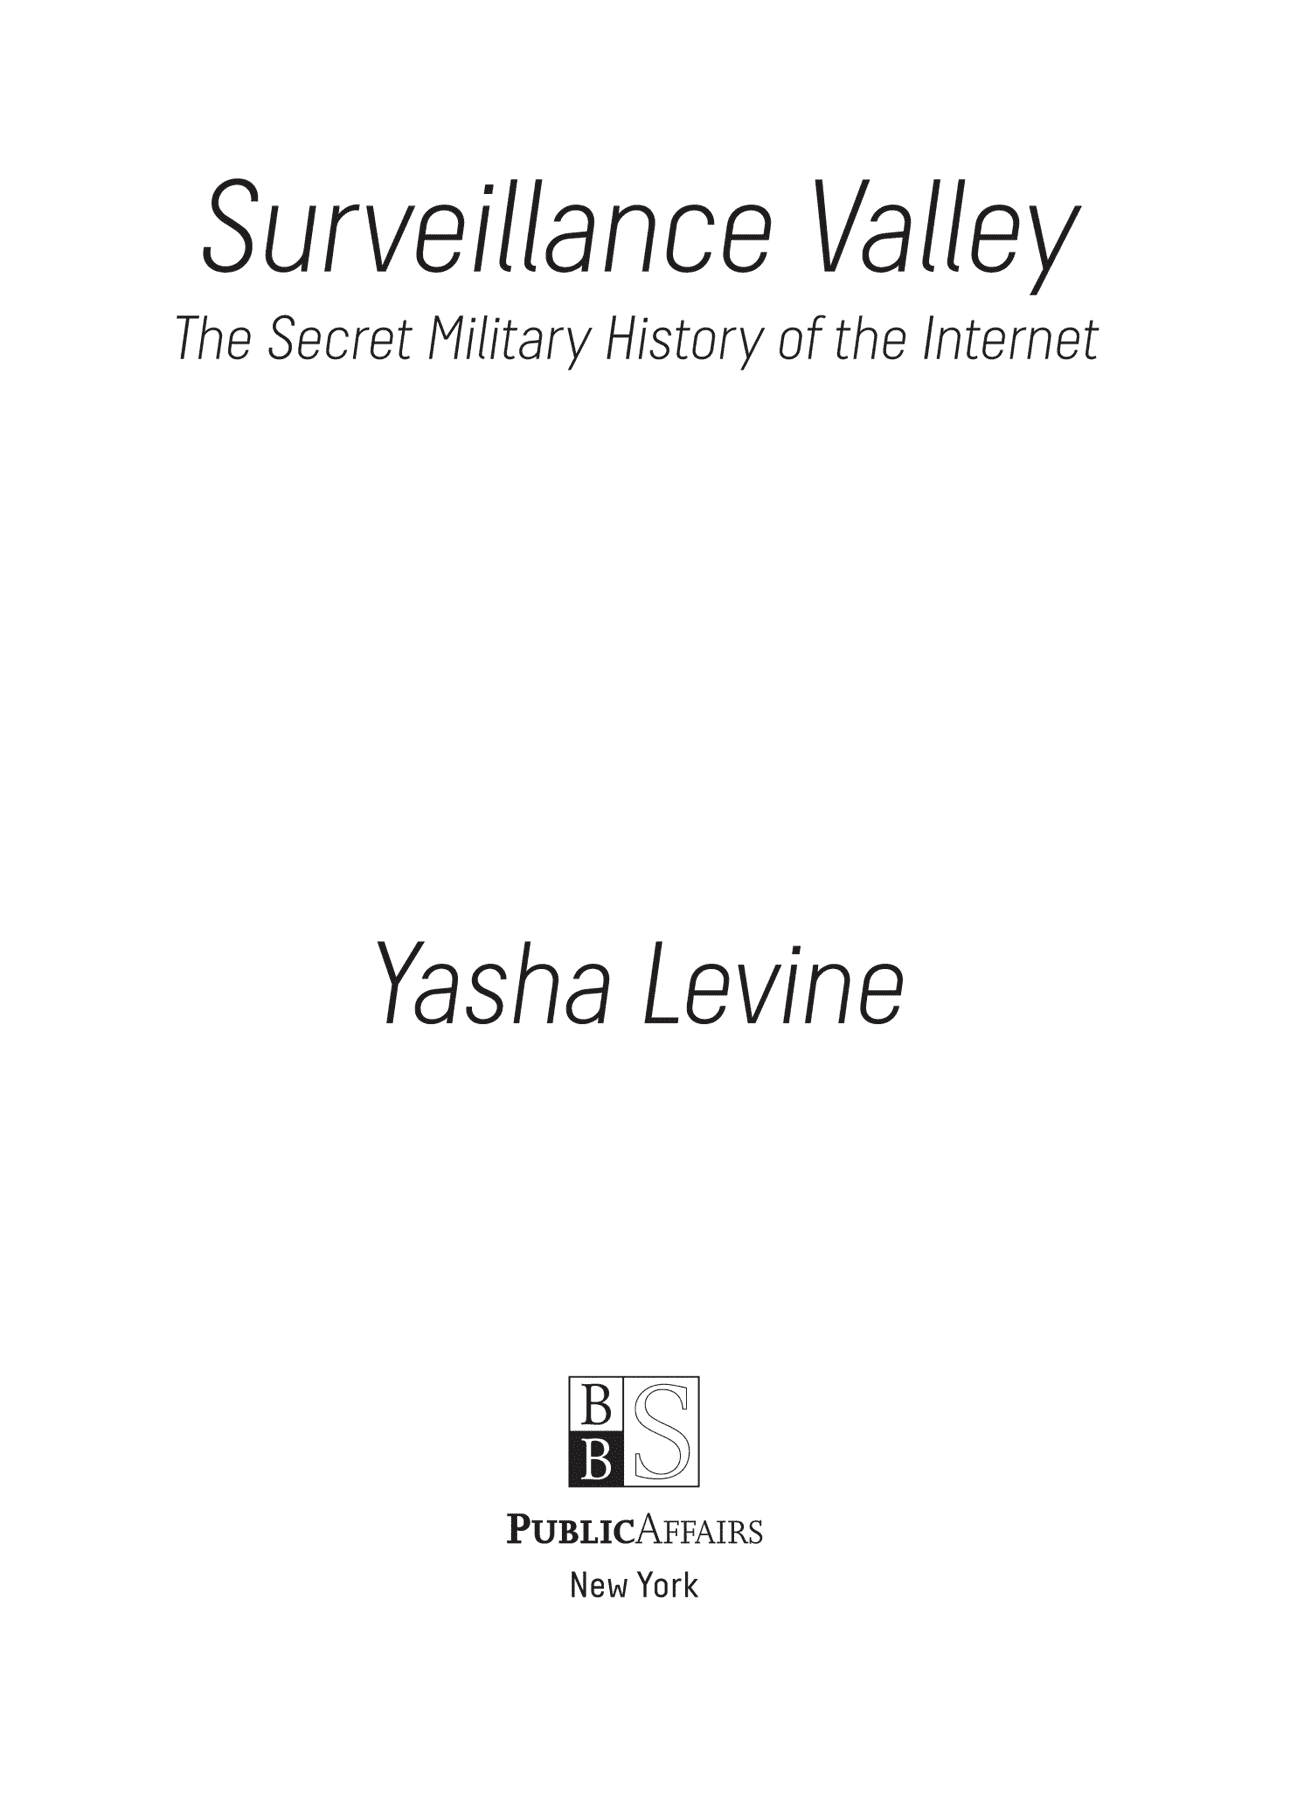 Surveillance Valley
The Secret Military History of the Internet
Yasha Levine
B S
B
PUBLICAFFAIRS
New York